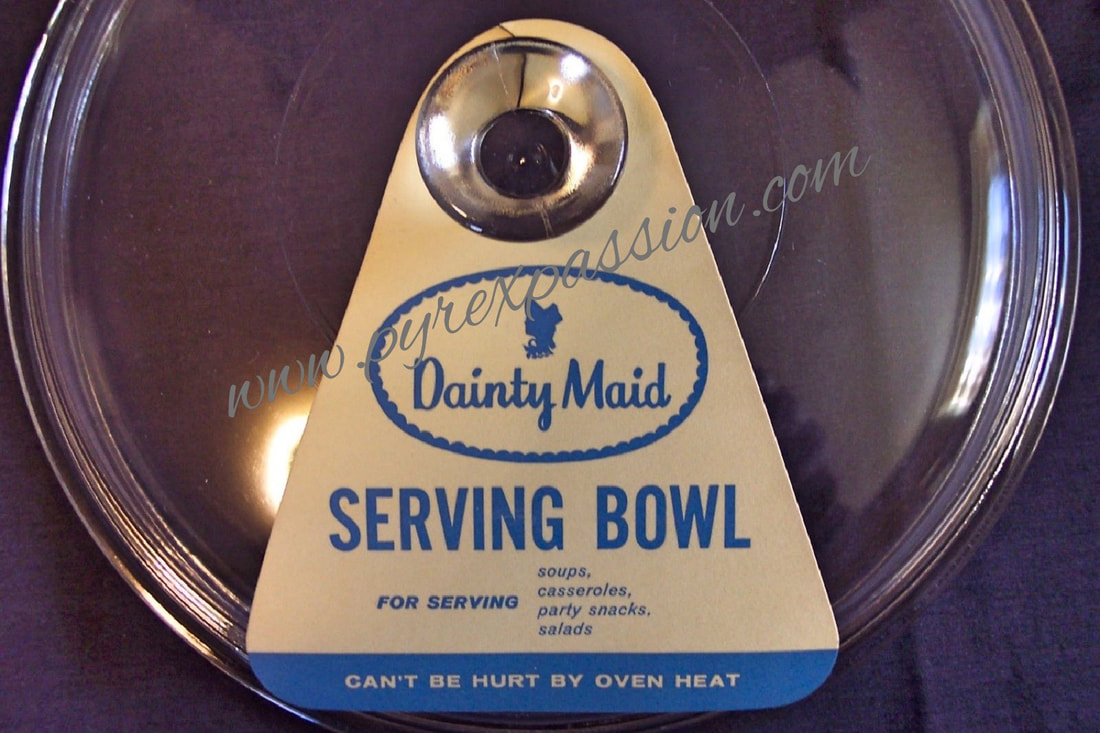 www.pyrexpassion.com
Dainty Maid
SERVING BOWL
FOR SERVING
soups,
casseroles,
party snacks,
salads
CAN'T BE HURT BY OVEN HEAT